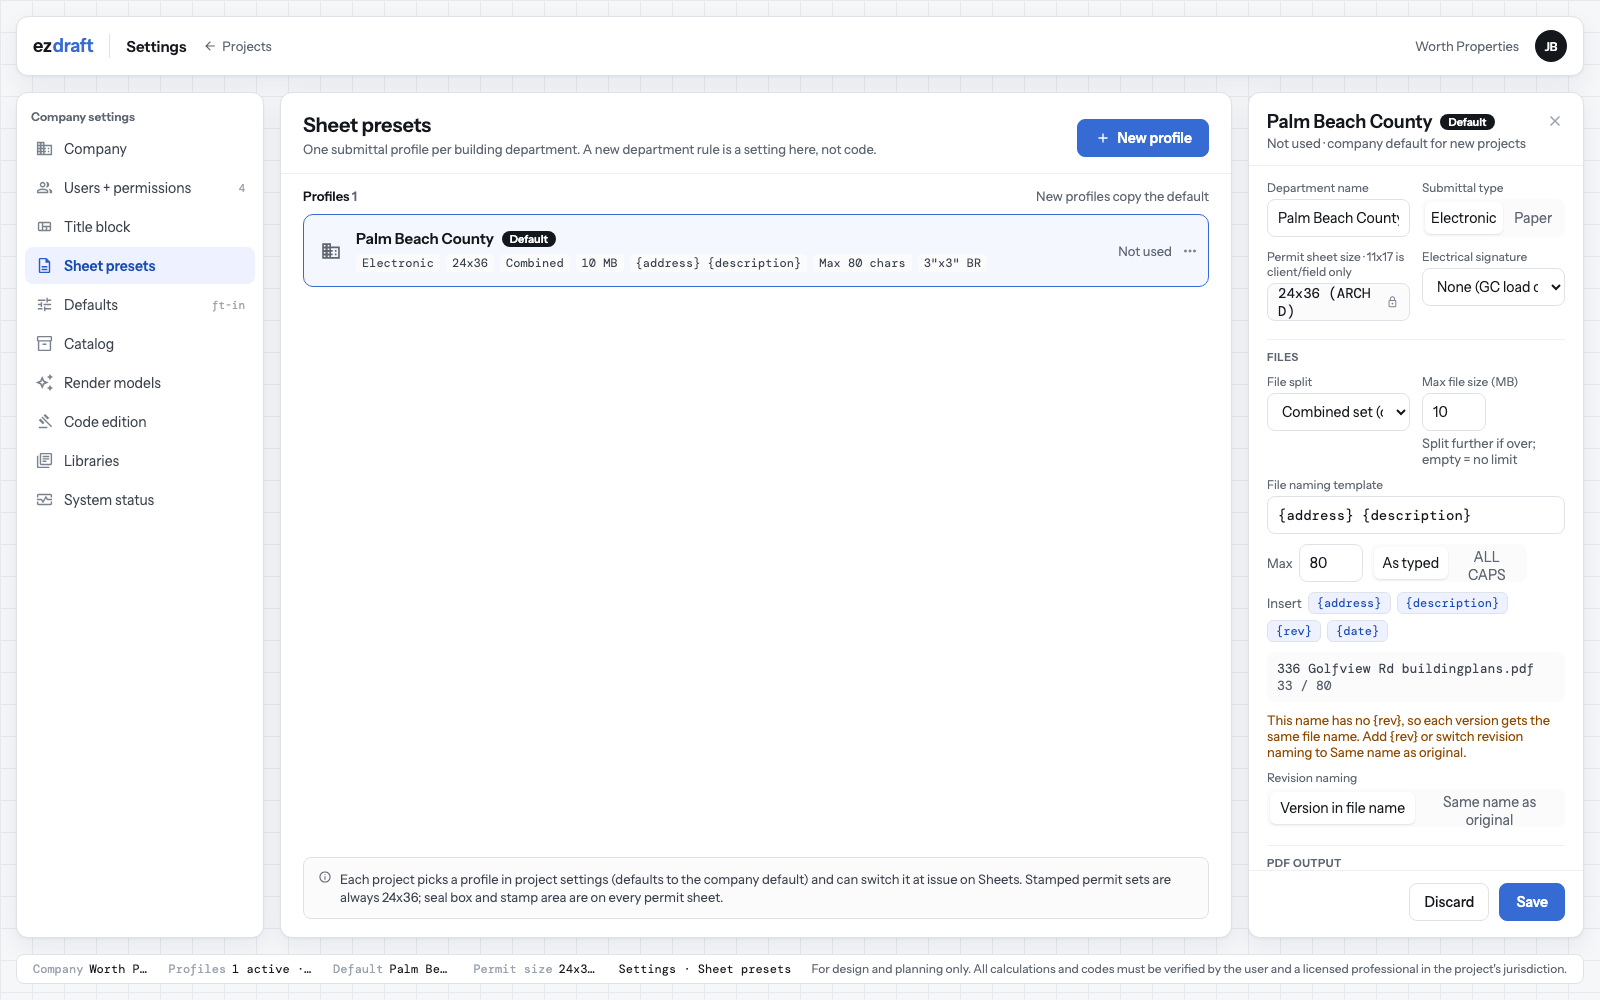 ezdraft
Settings
← Projects
Worth Properties
JB
Company settings
Company
Users + permissions
4
Title block
Sheet presets
Defaults
ft-in
Catalog
Render models
Code edition
Libraries
System status
Sheet presets
One submittal profile per building department. A new department rule is a setting here, not code.
+ New profile
Profiles 1
New profiles copy the default
Palm Beach County
Default
Electronic 24x36 Combined 10 MB {address} {description} Max 80 chars 3"x3" BR
Not used
Each project picks a profile in project settings (defaults to the company default) and can switch it at issue on Sheets. Stamped permit sets are
always 24x36; seal box and stamp area are on every permit sheet.
Palm Beach County
Default
Not used · company default for new projects
Department name
Palm Beach County
Submittal type
Electronic
Paper
Permit sheet size · 11x17 is
client/field only
24x36 (ARCH
D)
Electrical signature
None (GC load c
FILES
File split
Combined set (c
Max file size (MB)
10
Split further if over;
empty = no limit
File naming template
{address} {description}
Max
80
As typed
ALL
CAPS
Insert {address} {description}
{rev} {date}
336 Golfview Rd buildingplans.pdf
33 / 80
This name has no {rev}, so each version gets the
same file name. Add {rev} or switch revision
naming to Same name as original.
Revision naming
Version in file name
Same name as
original
PDF OUTPUT
Discard
Save
Company Worth P…
Profiles 1 active ·…
Default Palm Be…
Permit size 24x3…
Settings · Sheet presets
For design and planning only. All calculations and codes must be verified by the user and a licensed professional in the project's jurisdiction.